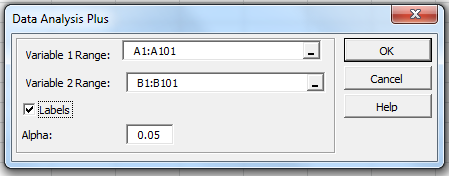 Data Analysis Plus
Variable 1 Range: A1:A101
OK
Variable 2 Range: B1:B101
Cancel
Labels
Help
Alpha: 0.05